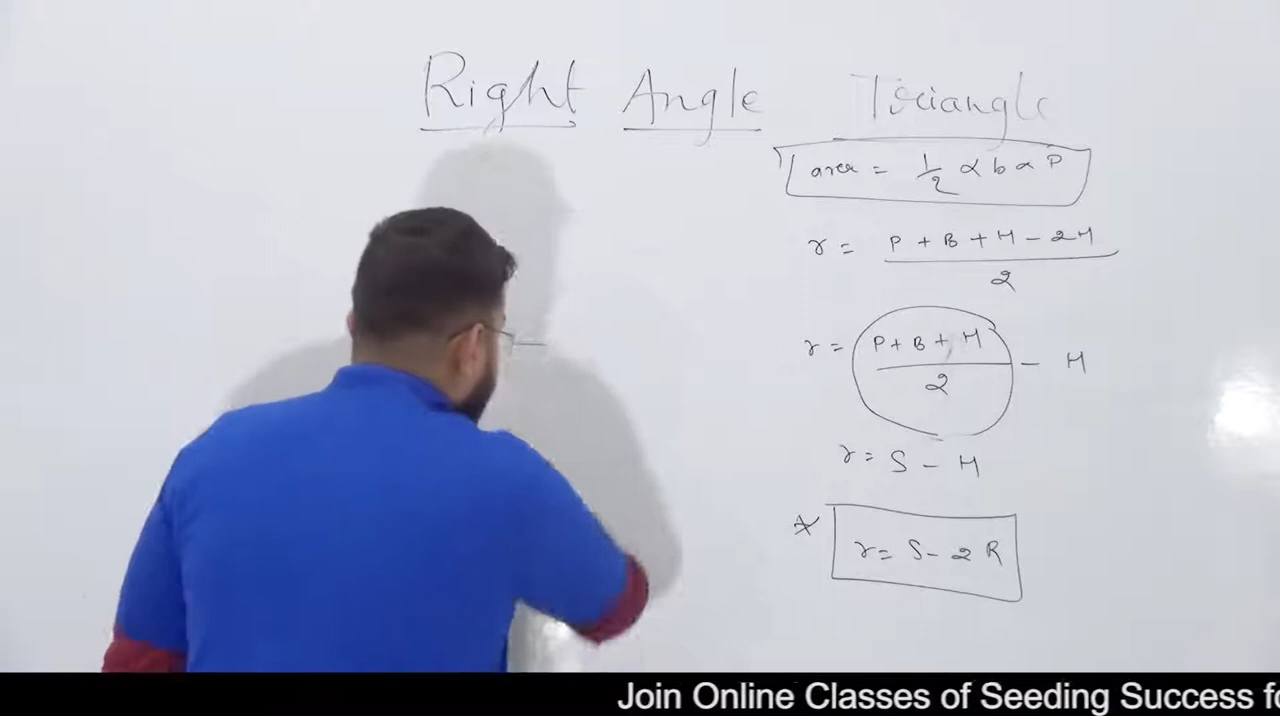 Right Angle Triangle
area = 1/2 × b × P
r = P + B + H - 2H / 2
r = P + B + H / 2 - H
r = S - H
* r = S - 2R
Join Online Classes of Seeding Success fo